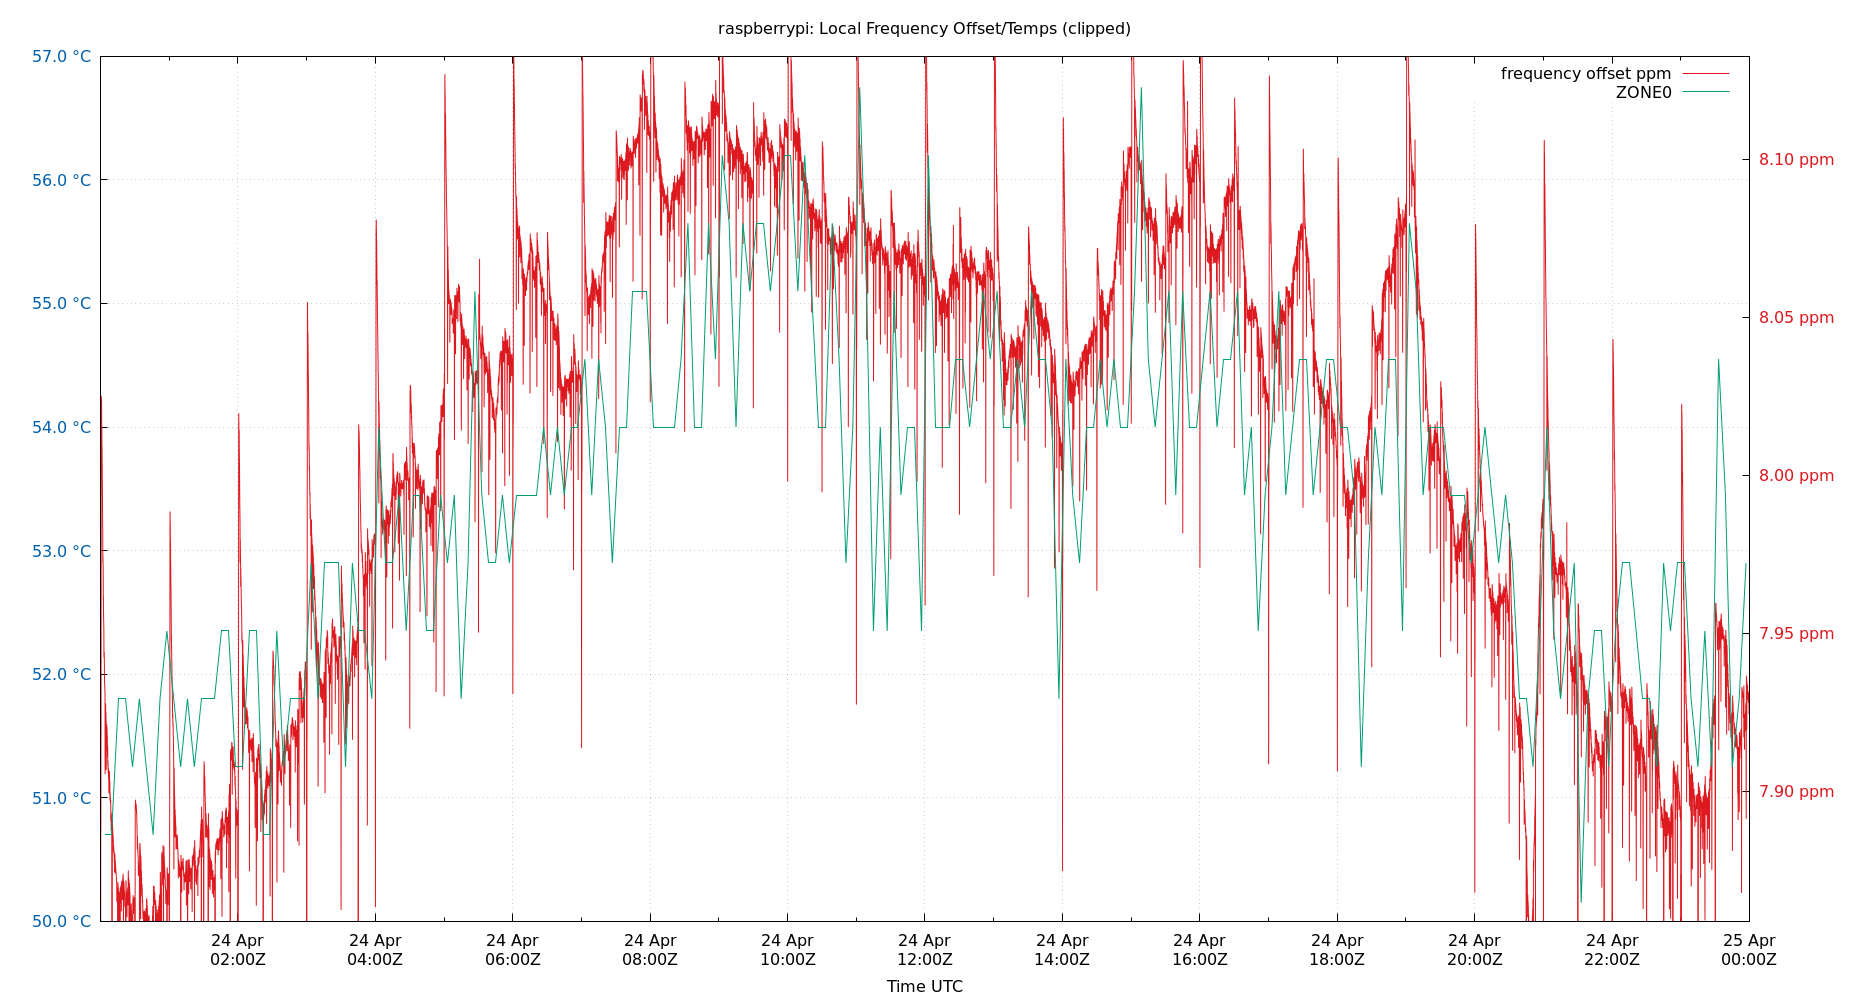 raspberrypi: Local Frequency Offset/Temps (clipped)
frequency offset ppm
ZONE0
57.0 °C
56.0 °C
55.0 °C
54.0 °C
53.0 °C
52.0 °C
51.0 °C
50.0 °C
8.10 ppm
8.05 ppm
8.00 ppm
7.95 ppm
7.90 ppm
24 Apr 24 Apr 24 Apr 24 Apr 24 Apr 24 Apr 24 Apr 24 Apr 24 Apr 24 Apr 24 Apr 25 Apr
02:00Z 04:00Z 06:00Z 08:00Z 10:00Z 12:00Z 14:00Z 16:00Z 18:00Z 20:00Z 22:00Z 00:00Z
Time UTC